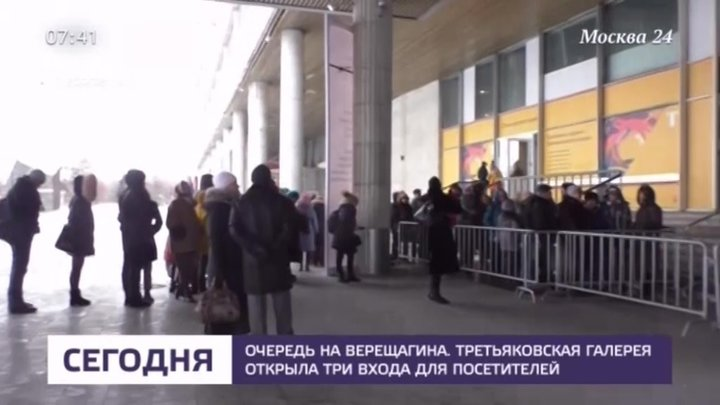 07:41
Москва 24
СЕГОДНЯ
ОЧЕРЕДЬ НА ВЕРЕЩАГИНА. ТРЕТЬЯКОВСКАЯ ГАЛЕРЕЯ
ОТКРЫЛА ТРИ ВХОДА ДЛЯ ПОСЕТИТЕЛЕЙ